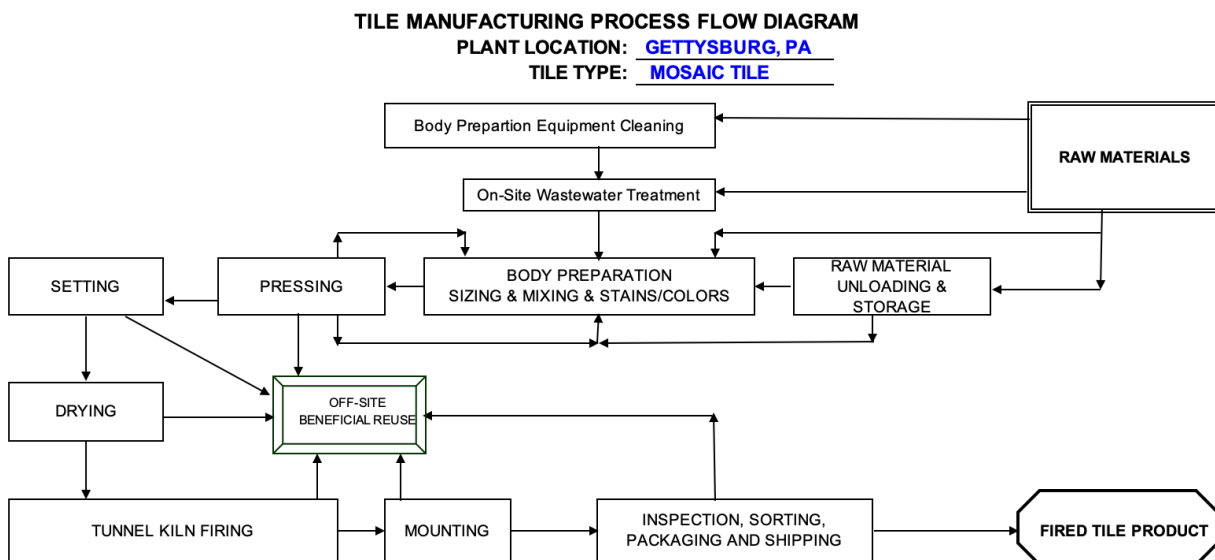 TILE MANUFACTURING PROCESS FLOW DIAGRAM
PLANT LOCATION: GETTYSBURG, PA
TILE TYPE: MOSAIC TILE
Body Prepartion Equipment Cleaning
RAW MATERIALS
On-Site Wastewater Treatment
SETTING
PRESSING
BODY PREPARATION
SIZING & MIXING & STAINS/COLORS
RAW MATERIAL
UNLOADING &
STORAGE
DRYING
OFF-SITE
BENEFICIAL REUSE
TUNNEL KILN FIRING
MOUNTING
INSPECTION, SORTING,
PACKAGING AND SHIPPING
FIRED TILE PRODUCT